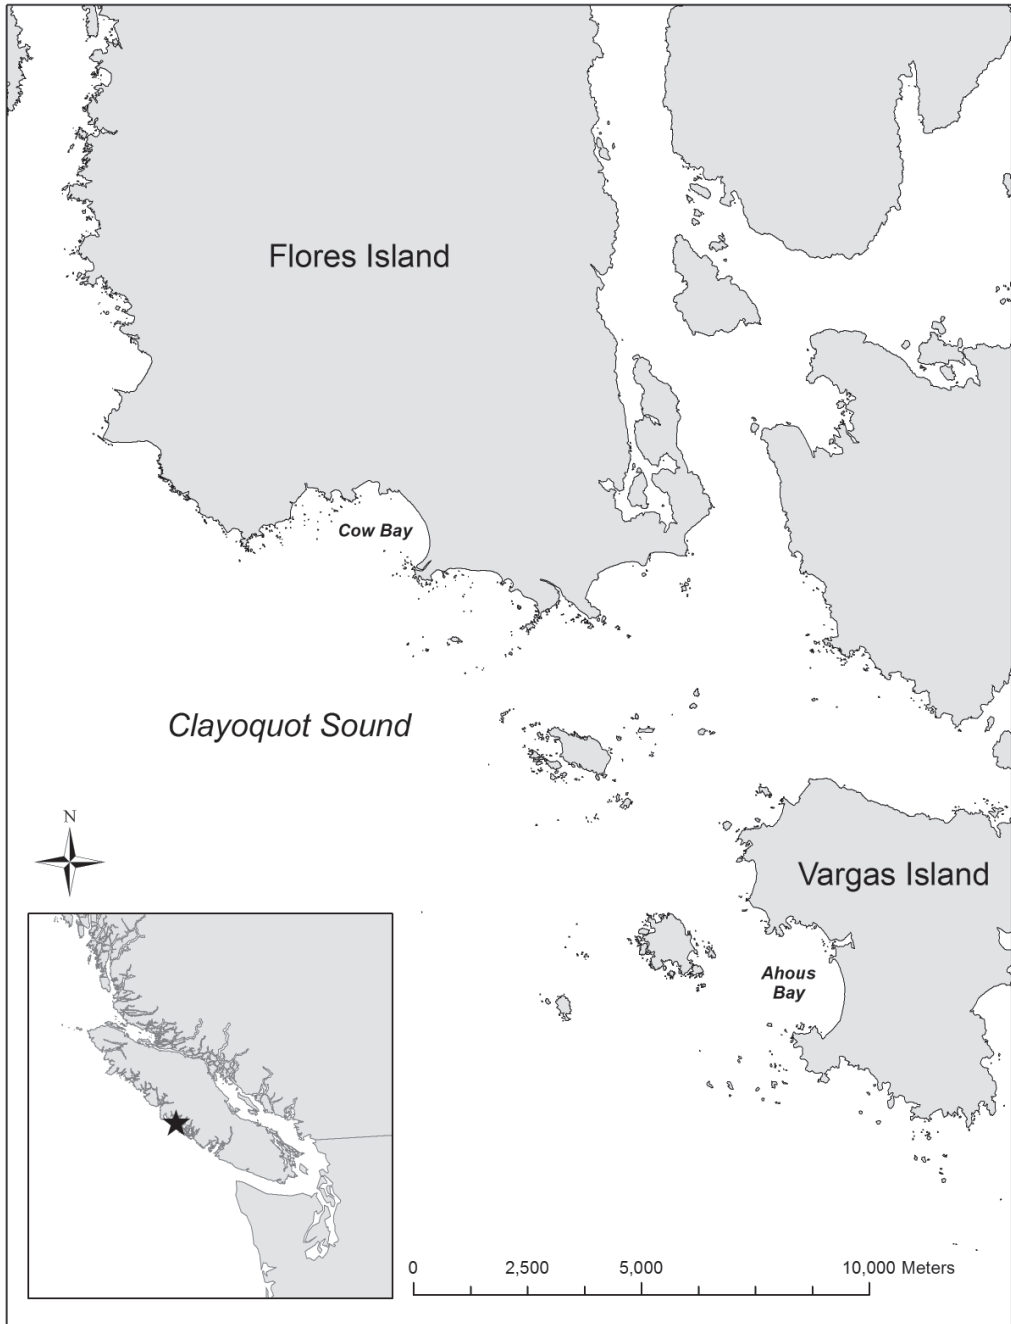 Flores Island
Cow Bay
Clayoquot Sound
N
Vargas Island
Ahous
Bay
0
2,500
5,000
10,000 Meters